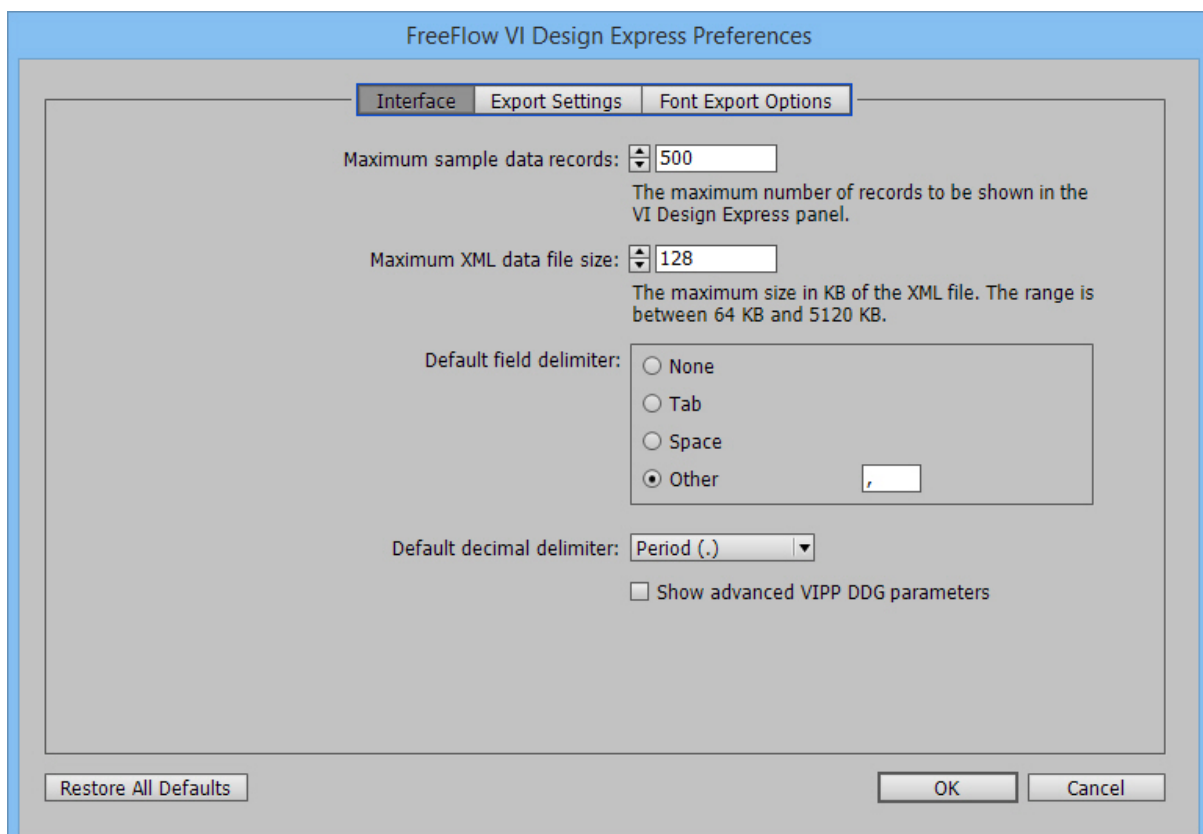 FreeFlow VI Design Express Preferences
Interface Export Settings Font Export Options
Maximum sample data records: 500
The maximum number of records to be shown in the
VI Design Express panel.
Maximum XML data file size: 128
The maximum size in KB of the XML file. The range is
between 64 KB and 5120 KB.
Default field delimiter:
None
Tab
Space
Other ,
Default decimal delimiter: Period (.)
Show advanced VIPP DDG parameters
Restore All Defaults OK Cancel